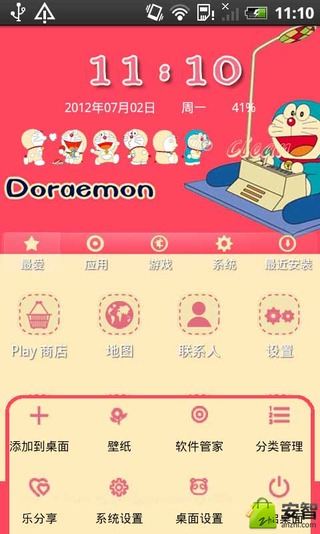 11:10
11:10
2012年07月02日 周一 41%
Doraemon
最爱 应用 游戏 系统 最近安装
Play 商店 地图 联系人 设置
添加到桌面 壁纸 软件管家 分类管理
1
2
3
乐分享 系统设置 桌面设置
安智
anzhi.com